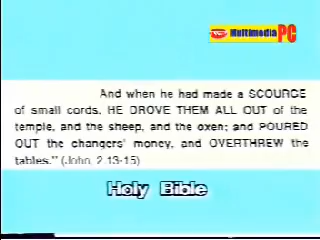 Multimedia PC
And when he had made a SCOURGE
of small cords, HE DROVE THEM ALL OUT of the
temple, and the sheep, and the oxen; and POURED
OUT the changers' money, and OVERTHREW the
tables." (John, 2.13-15)
Holy Bible